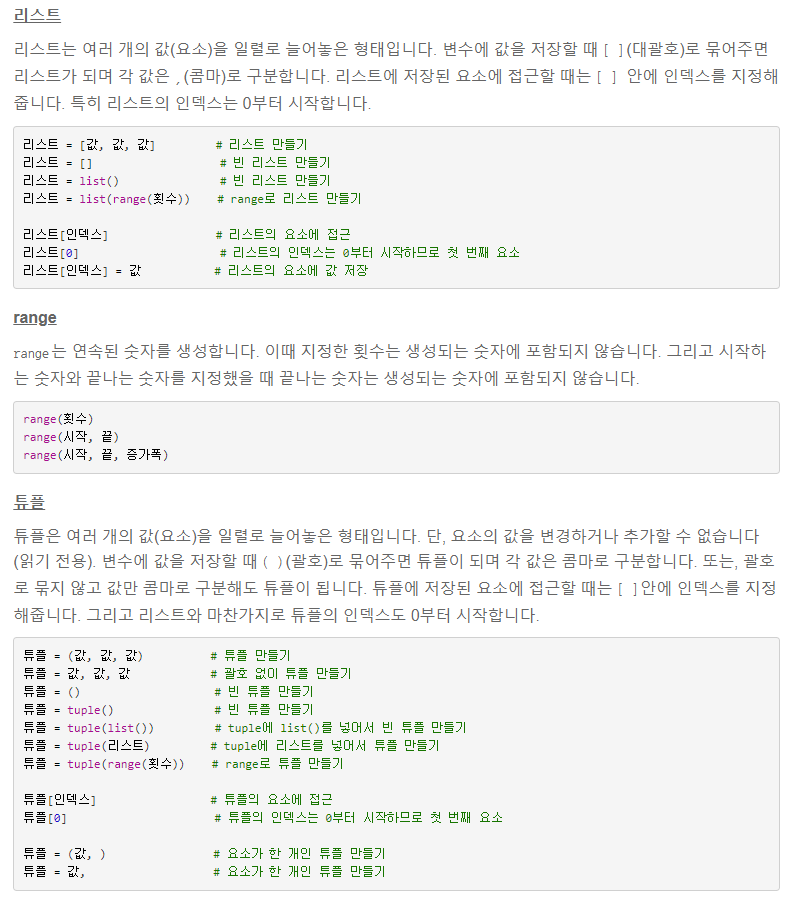 리스트
리스트는 여러 개의 값(요소)을 일렬로 늘어놓은 형태입니다. 변수에 값을 저장할 때 [ ](대괄호)로 묶어주면
리스트가 되며 각 값은 ,(콤마)로 구분합니다. 리스트에 저장된 요소에 접근할 때는 [ ] 안에 인덱스를 지정해
줍니다. 특히 리스트의 인덱스는 0부터 시작합니다.
리스트 = [값, 값, 값]        # 리스트 만들기
리스트 = []                # 빈 리스트 만들기
리스트 = list()            # 빈 리스트 만들기
리스트 = list(range(횟수))   # range로 리스트 만들기
리스트[인덱스]              # 리스트의 요소에 접근
리스트[0]                  # 리스트의 인덱스는 0부터 시작하므로 첫 번째 요소
리스트[인덱스] = 값         # 리스트의 요소에 값 저장
range
range는 연속된 숫자를 생성합니다. 이때 지정한 횟수는 생성되는 숫자에 포함되지 않습니다. 그리고 시작하
는 숫자와 끝나는 숫자를 지정했을 때 끝나는 숫자는 생성되는 숫자에 포함되지 않습니다.
range(횟수)
range(시작, 끝)
range(시작, 끝, 증가폭)
튜플
튜플은 여러 개의 값(요소)을 일렬로 늘어놓은 형태입니다. 단, 요소의 값을 변경하거나 추가할 수 없습니다
(읽기 전용). 변수에 값을 저장할 때 ( )(괄호)로 묶어주면 튜플이 되며 각 값은 콤마로 구분합니다. 또는, 괄호
로 묶지 않고 값만 콤마로 구분해도 튜플이 됩니다. 튜플에 저장된 요소에 접근할 때는 [ ]안에 인덱스를 지정
해줍니다. 그리고 리스트와 마찬가지로 튜플의 인덱스도 0부터 시작합니다.
튜플 = (값, 값, 값)         # 튜플 만들기
튜플 = 값, 값, 값           # 괄호 없이 튜플 만들기
튜플 = ()                 # 빈 튜플 만들기
튜플 = tuple()            # 빈 튜플 만들기
튜플 = tuple(list())      # tuple에 list()를 넣어서 빈 튜플 만들기
튜플 = tuple(리스트)        # tuple에 리스트를 넣어서 튜플 만들기
튜플 = tuple(range(횟수))   # range로 튜플 만들기
튜플[인덱스]               # 튜플의 요소에 접근
튜플[0]                   # 튜플의 인덱스는 0부터 시작하므로 첫 번째 요소
튜플 = (값, )              # 요소가 한 개인 튜플 만들기
튜플 = 값,                 # 요소가 한 개인 튜플 만들기